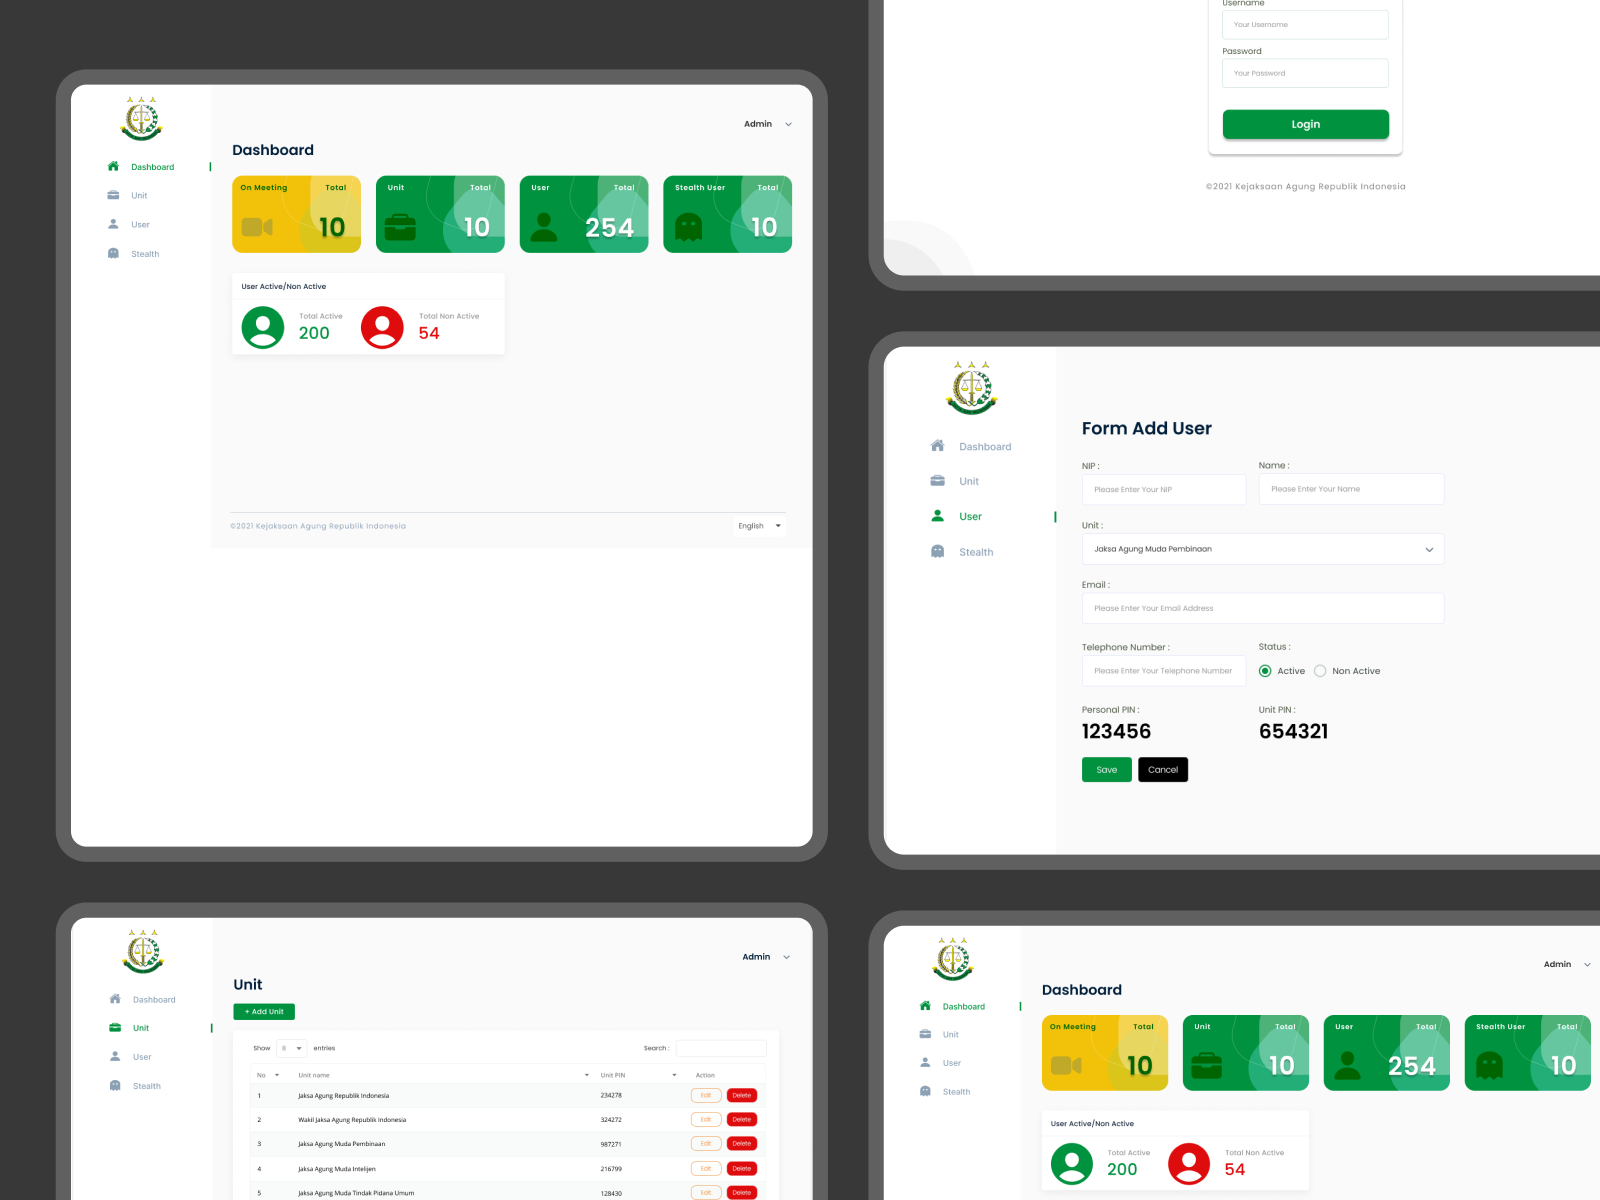 Admin
Dashboard
Dashboard
Unit
User
Stealth
On Meeting Total
10
Unit Total
10
User Total
254
Stealth User Total
10
User Active/Non Active
Total Active
200
Total Non Active
54
©2021 Kejaksaan Agung Republik Indonesia
English
Username
Your Username
Password
Your Password
Login
©2021 Kejaksaan Agung Republik Indonesia
Dashboard
Unit
User
Stealth
Form Add User
NIP :
Please Enter Your NIP
Name :
Please Enter Your Name
Unit :
Jaksa Agung Muda Pembinaan
Email :
Please Enter Your Email Address
Telephone Number :
Please Enter Your Telephone Number
Status :
Active Non Active
Personal PIN :
123456
Unit PIN :
654321
Save Cancel
Admin
Dashboard
Unit
User
Stealth
Unit
+ Add Unit
Show 8 entries
Search :
No Unit name Unit PIN Action
1 Jaksa Agung Republik Indonesia 234278 Edit Delete
2 Wakil Jaksa Agung Republik Indonesia 324272 Edit Delete
3 Jaksa Agung Muda Pembinaan 987271 Edit Delete
4 Jaksa Agung Muda Intelijen 216799 Edit Delete
5 Jaksa Agung Muda Tindak Pidana Umum 128430 Edit Delete
Admin
Dashboard
Unit
User
Stealth
Dashboard
On Meeting Total
10
Unit Total
10
User Total
254
Stealth User Total
10
User Active/Non Active
Total Active
200
Total Non Active
54